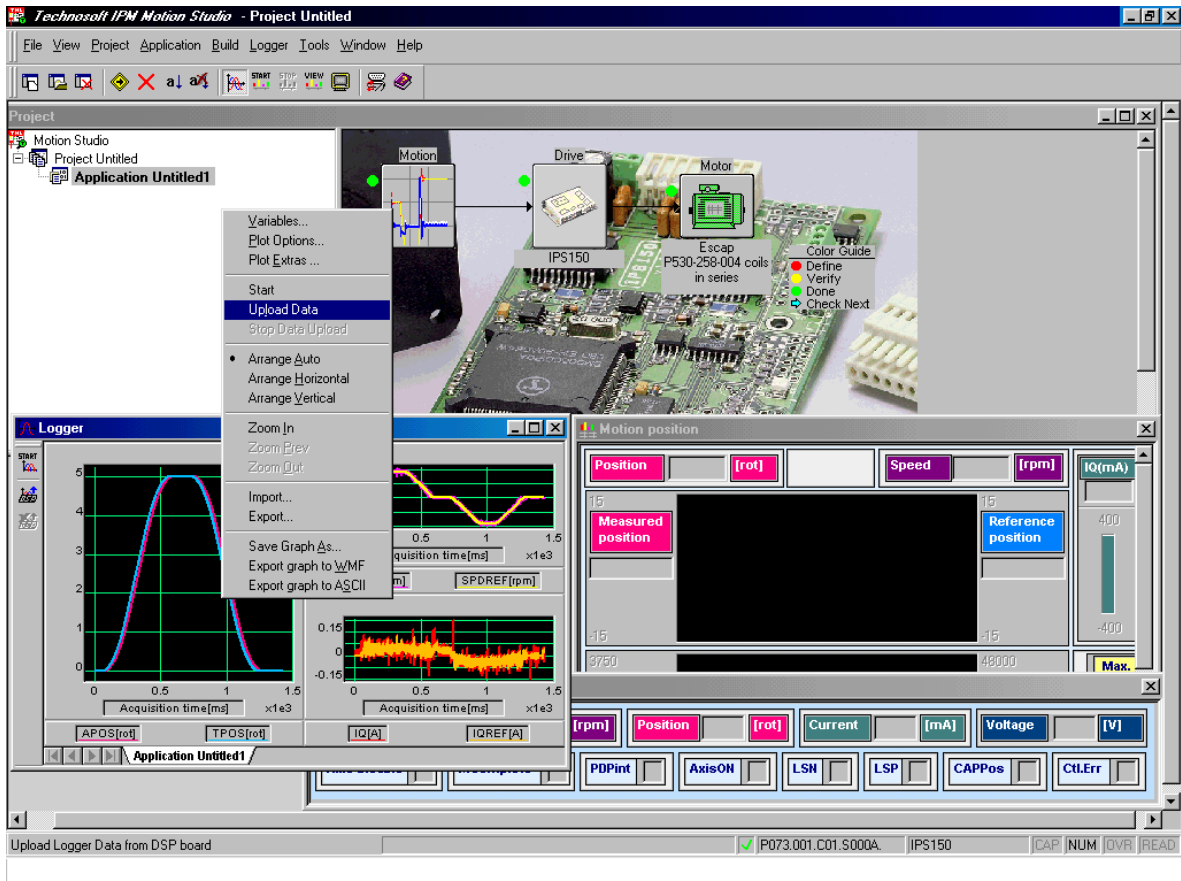 Technosoft IPM Motion Studio - Project Untitled
File View Project Application Build Logger Tools Window Help
START STOP VIEW
Project
Motion Studio
Project Untitled
Application Untitled1
Motion
Drive
Motor
IPS150
Escap
P530-258-004 coils
in series
Color Guide
Define
Verify
Done
Check Next
Variables...
Plot Options...
Plot Extras ...
Start
Upload Data
Stop Data Upload
Arrange Auto
Arrange Horizontal
Arrange Vertical
Zoom In
Zoom Prev
Zoom Out
Import...
Export...
Save Graph As...
Export graph to WMF
Export graph to ASCII
Logger
START
5
4
3
2
1
0
0 0.5 1 1.5
Acquisition time[ms] x1e3
APOS[rot] TPOS[rot]
0.5 1 1.5
quisition time[ms] x1e3
m] SPDREF[rpm]
0.15
0
-0.15
0 0.5 1 1.5
Acquisition time[ms] x1e3
IQ[A] IQREF[A]
Application Untitled1
Motion position
Position [rot] Speed [rpm] IQ(mA)
15 15
Measured
position
Reference
position
400
-15 -15 -400
3750 48000 Max.
[rpm] Position [rot] Current [mA] Voltage [V]
PDPint AxisON LSN LSP CAPPos Ctl.Err
Upload Logger Data from DSP board P073.001.C01.S000A. IPS150 CAP NUM OVR READ